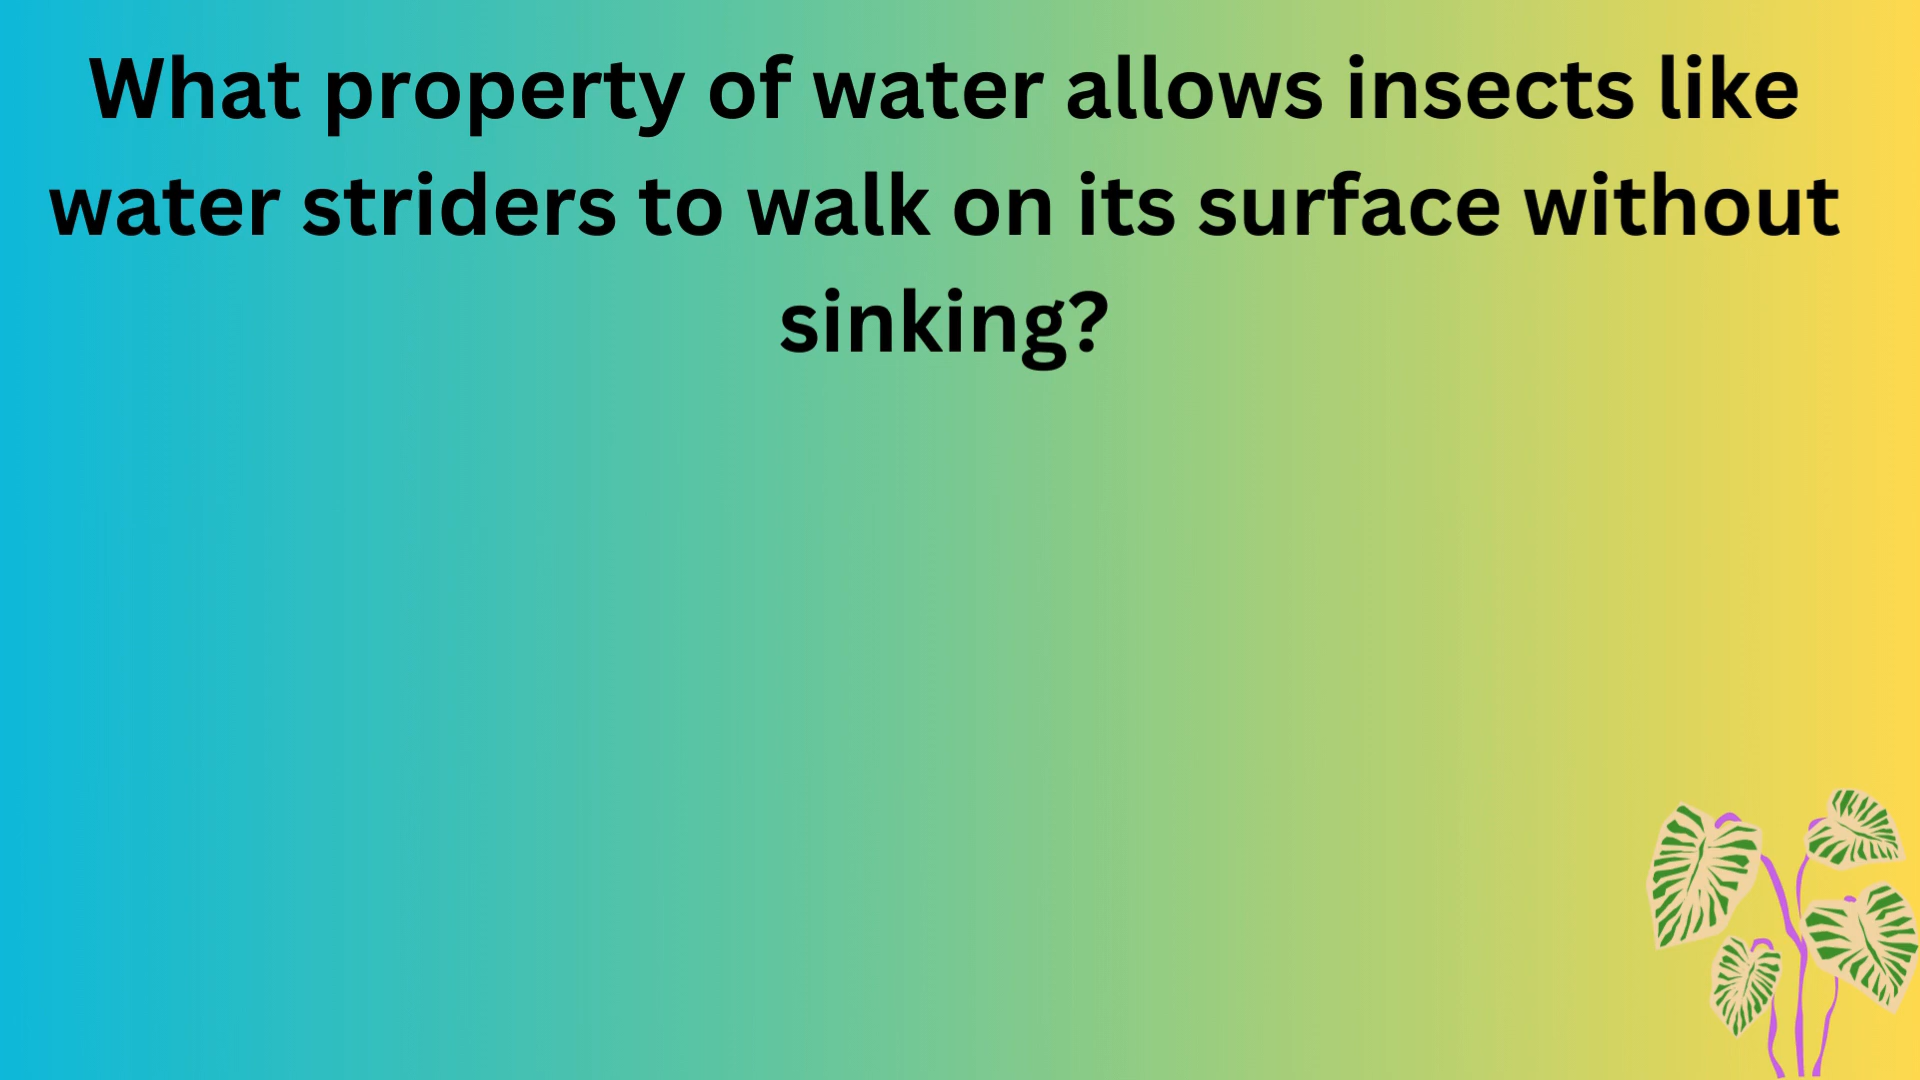 What property of water allows insects like
water striders to walk on its surface without
sinking?